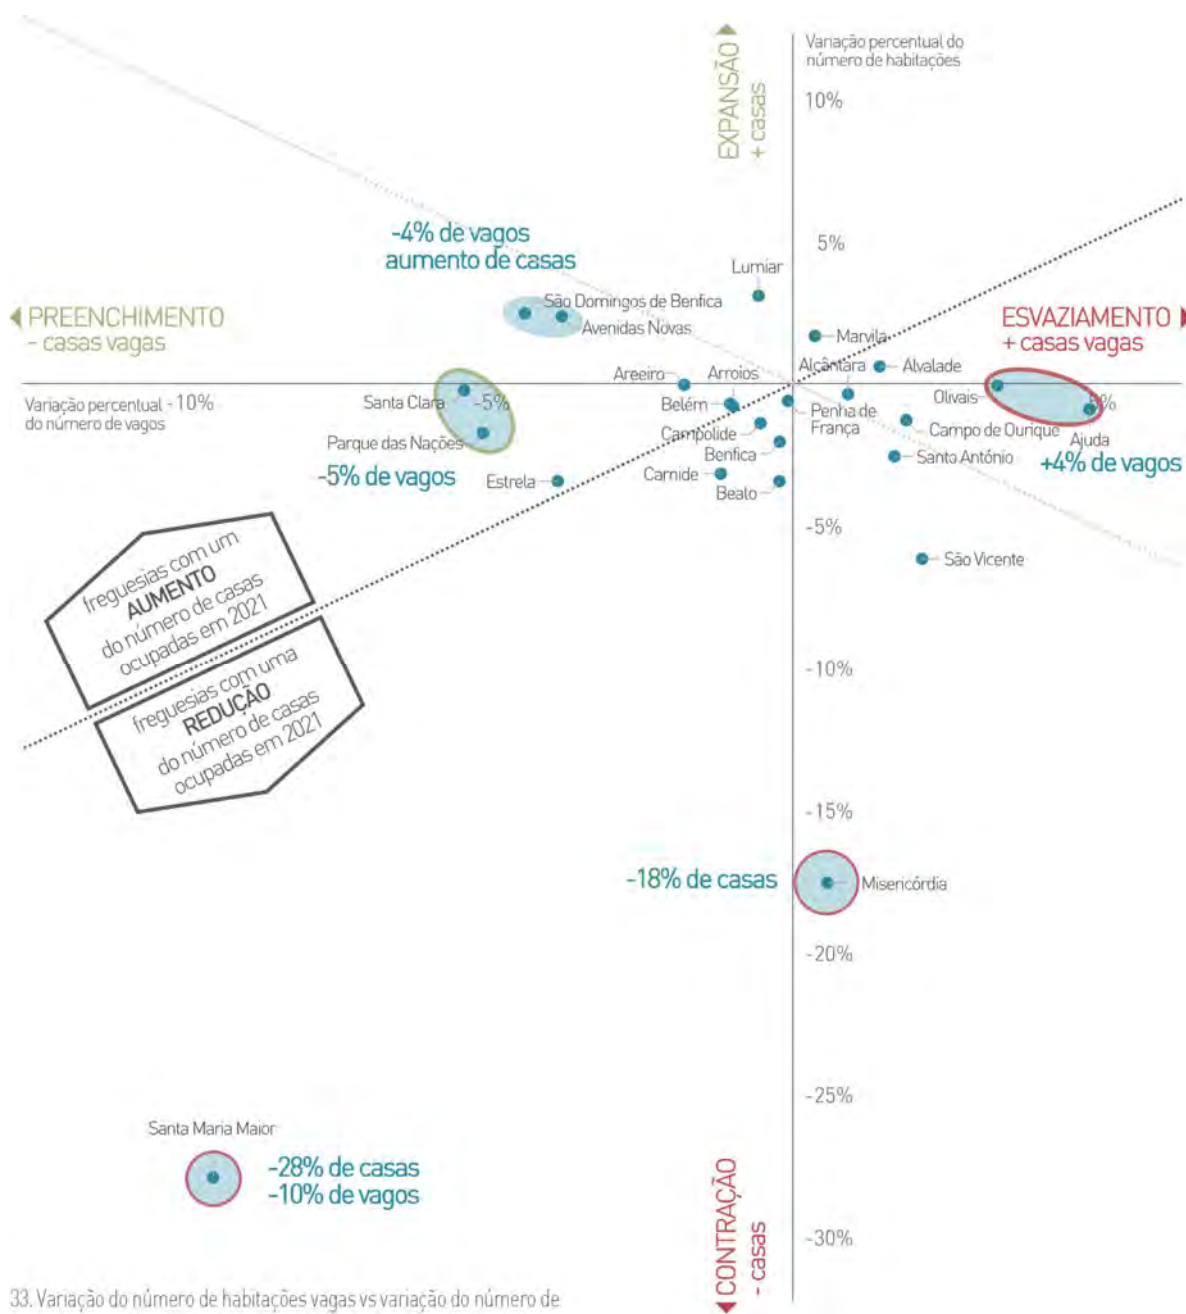 EXPANSÃO
+ casas
Variação percentual do
número de habitações
10%
5%
-4% de vagos
aumento de casas
Lumiar
São Domingos de Benfica
Avenidas Novas
PREENCHIMENTO
- casas vagas
ESVAZIAMENTO
+ casas vagas
Marvila
Alcântara
Alvalade
Areeiro
Arroios
Variação percentual -10%
do número de vagos
Santa Clara
-5%
Belém
Penha de
França
Olivais
5%
Campo de Ourique
Ajuda
Parque das Nações
Campolide
Benfica
Santo António
+4% de vagos
-5% de vagos
Estrela
Carnide
Beato
-5%
São Vicente
freguesias com um
AUMENTO
do número de casas
ocupadas em 2021
freguesias com uma
REDUÇÃO
do número de casas
ocupadas em 2021
-10%
-15%
-18% de casas
Misericórdia
-20%
-25%
Santa Maria Maior
-28% de casas
-10% de vagos
CONTRAÇÃO
- casas
-30%
33. Variação do número de habitações vagas vs variação do número de